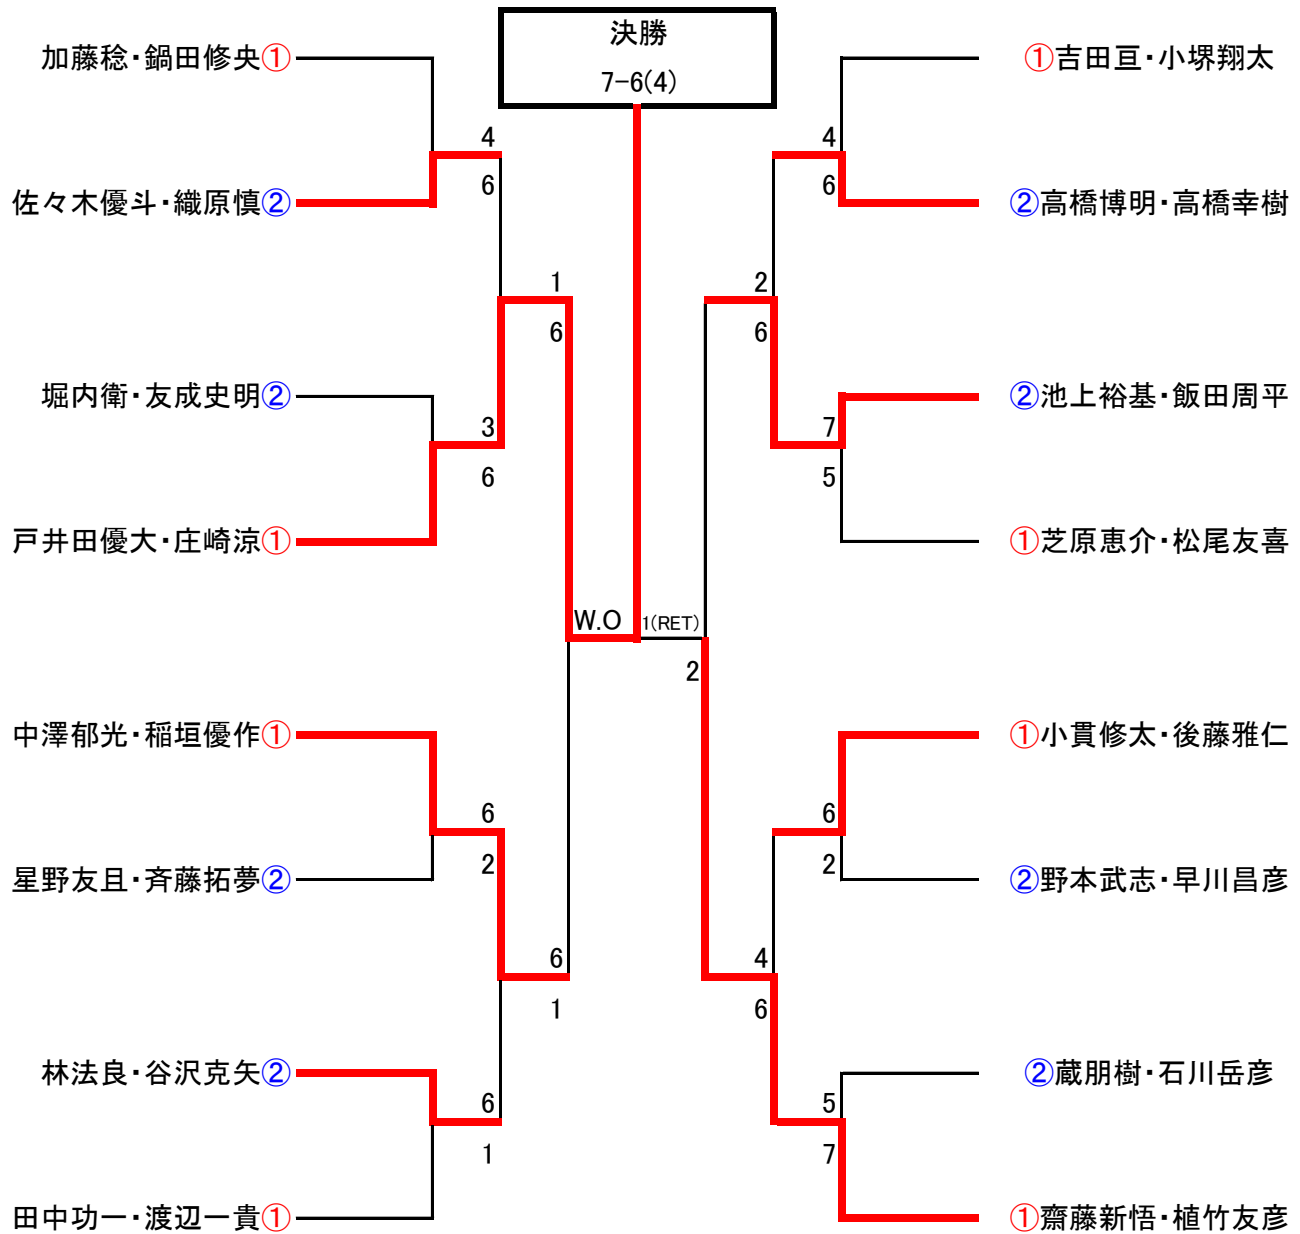 決勝
7-6(4)
加藤稔・鍋田修央①
①吉田亘・小堺翔太
4
4
6
6
佐々木優斗・織原慎②
②高橋博明・高橋幸樹
1
2
6
6
堀内衛・友成史明②
②池上裕基・飯田周平
3
7
6
5
戸井田優大・庄崎涼①
①芝原恵介・松尾友喜
W.O
1(RET)
2
中澤郁光・稲垣優作①
①小貫修太・後藤雅仁
6
6
2
2
星野友且・斉藤拓夢②
②野本武志・早川昌彦
6
4
1
6
林法良・谷沢克矢②
②蔵朋樹・石川岳彦
6
5
1
7
田中功一・渡辺一貴①
①齋藤新悟・植竹友彦